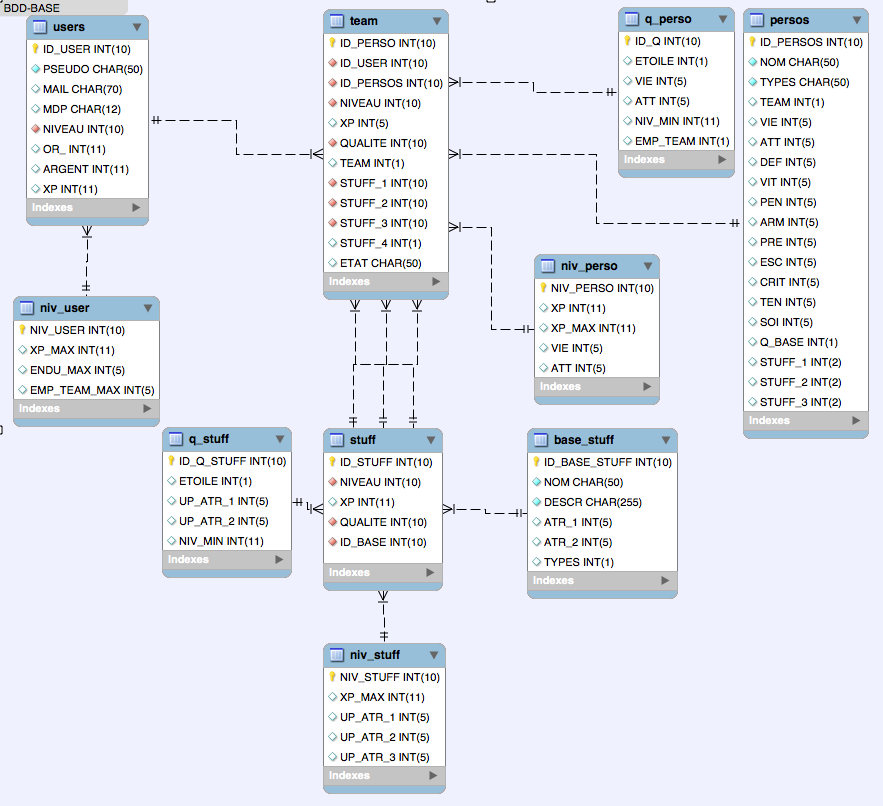 BDD-BASE
users
ID_USER INT(10)
PSEUDO CHAR(50)
MAIL CHAR(70)
MDP CHAR(12)
NIVEAU INT(10)
OR_ INT(11)
ARGENT INT(11)
XP INT(11)
Indexes
team
ID_PERSO INT(10)
ID_USER INT(10)
ID_PERSOS INT(10)
NIVEAU INT(10)
XP INT(5)
QUALITE INT(10)
TEAM INT(1)
STUFF_1 INT(10)
STUFF_2 INT(10)
STUFF_3 INT(10)
STUFF_4 INT(1)
ETAT CHAR(50)
Indexes
q_perso
ID_Q INT(10)
ETOILE INT(1)
VIE INT(5)
ATT INT(5)
NIV_MIN INT(11)
EMP_TEAM INT(1)
Indexes
persos
ID_PERSOS INT(10)
NOM CHAR(50)
TYPES CHAR(50)
TEAM INT(1)
VIE INT(5)
ATT INT(5)
DEF INT(5)
VIT INT(5)
PEN INT(5)
ARM INT(5)
PRE INT(5)
ESC INT(5)
CRIT INT(5)
TEN INT(5)
SOI INT(5)
Q_BASE INT(1)
STUFF_1 INT(2)
STUFF_2 INT(2)
STUFF_3 INT(2)
Indexes
niv_user
NIV_USER INT(10)
XP_MAX INT(11)
ENDU_MAX INT(5)
EMP_TEAM_MAX INT(5)
Indexes
niv_perso
NIV_PERSO INT(10)
XP INT(11)
XP_MAX INT(11)
VIE INT(5)
ATT INT(5)
Indexes
q_stuff
ID_Q_STUFF INT(10)
ETOILE INT(1)
UP_ATR_1 INT(5)
UP_ATR_2 INT(5)
NIV_MIN INT(11)
Indexes
stuff
ID_STUFF INT(10)
NIVEAU INT(10)
XP INT(11)
QUALITE INT(10)
ID_BASE INT(10)
Indexes
base_stuff
ID_BASE_STUFF INT(10)
NOM CHAR(50)
DESCR CHAR(255)
ATR_1 INT(5)
ATR_2 INT(5)
TYPES INT(1)
Indexes
niv_stuff
NIV_STUFF INT(10)
XP_MAX INT(11)
UP_ATR_1 INT(5)
UP_ATR_2 INT(5)
UP_ATR_3 INT(5)
Indexes